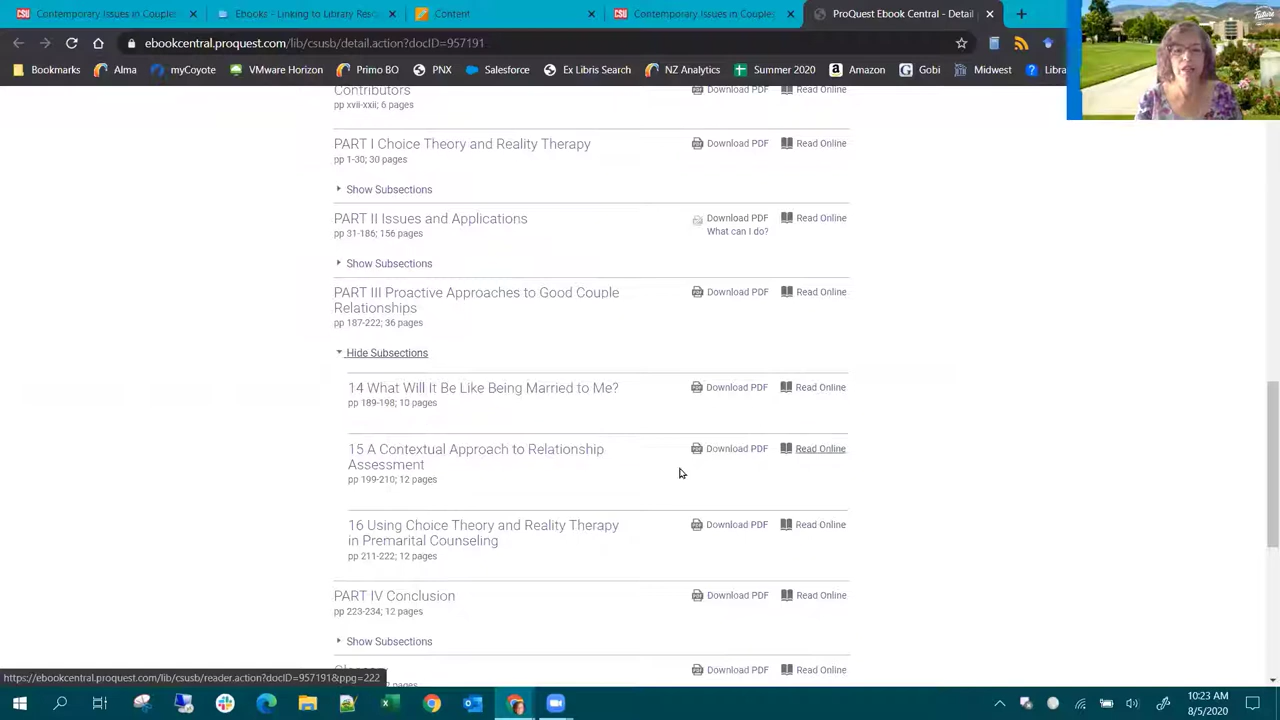 Contemporary Issues in Couples
Ebooks - Linking to Library Reso
Content
CSU
Contemporary Issues in Couples
ProQuest Ebook Central - Detail
ebookcentral.proquest.com/lib/csusb/detail.action?docID=957191
Bookmarks
Alma
myCoyote
VMware Horizon
Primo BO
PNX
Salesforce
Ex Libris Search
NZ Analytics
Summer 2020
Amazon
Gobi
Midwest
Libra
Contributors
Download PDF
Read Online
pp xvii-xxii; 6 pages
PART I Choice Theory and Reality Therapy
Download PDF
Read Online
pp 1-30; 30 pages
Show Subsections
PART II Issues and Applications
Download PDF
Read Online
pp 31-186; 156 pages
What can I do?
Show Subsections
PART III Proactive Approaches to Good Couple
Relationships
Download PDF
Read Online
pp 187-222; 36 pages
Hide Subsections
14 What Will It Be Like Being Married to Me?
Download PDF
Read Online
pp 189-198; 10 pages
15 A Contextual Approach to Relationship
Assessment
Download PDF
Read Online
pp 199-210; 12 pages
16 Using Choice Theory and Reality Therapy
in Premarital Counseling
Download PDF
Read Online
pp 211-222; 12 pages
PART IV Conclusion
Download PDF
Read Online
pp 223-234; 12 pages
Show Subsections
Download PDF
Read Online
https://ebookcentral.proquest.com/lib/csusb/reader.action?docID=957191&ppg=222
10:23 AM
8/5/2020